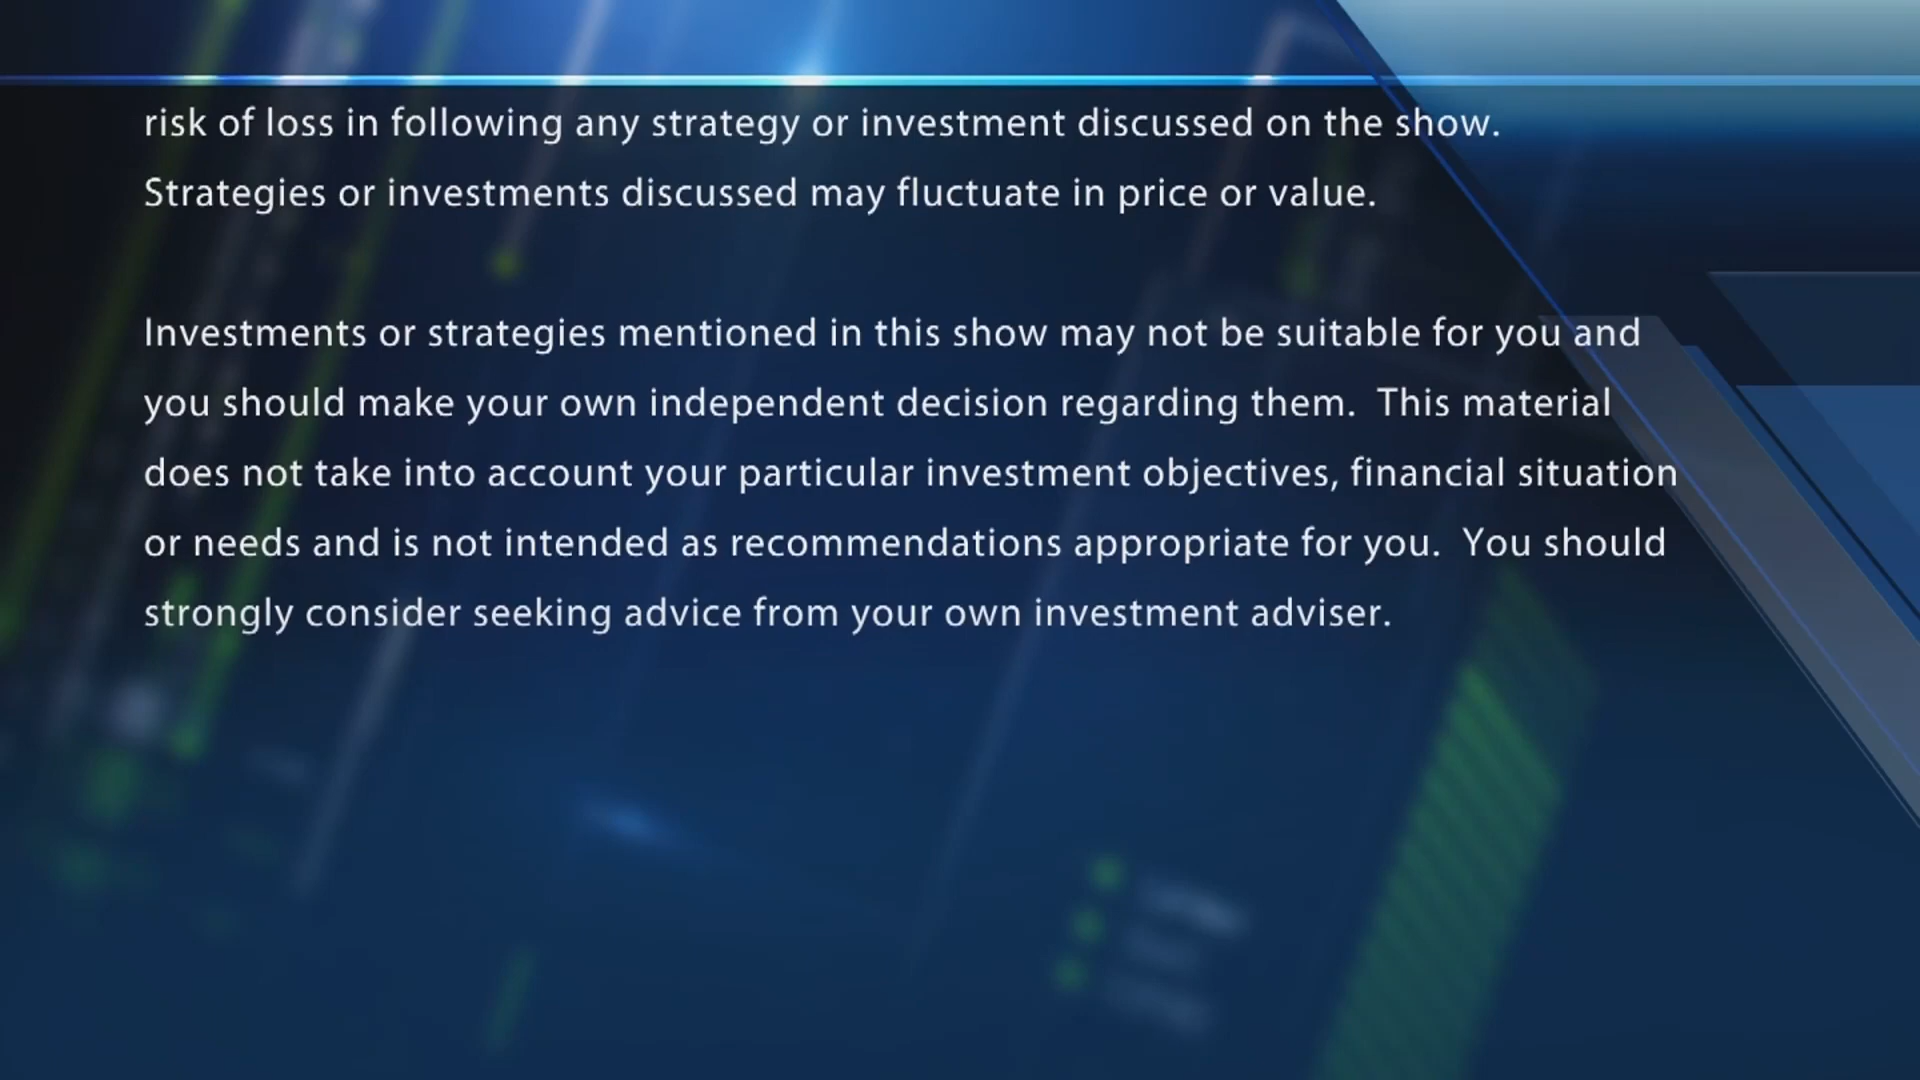 risk of loss in following any strategy or investment discussed on the show.
Strategies or investments discussed may fluctuate in price or value.
Investments or strategies mentioned in this show may not be suitable for you and
you should make your own independent decision regarding them.  This material
does not take into account your particular investment objectives, financial situation
or needs and is not intended as recommendations appropriate for you.  You should
strongly consider seeking advice from your own investment adviser.